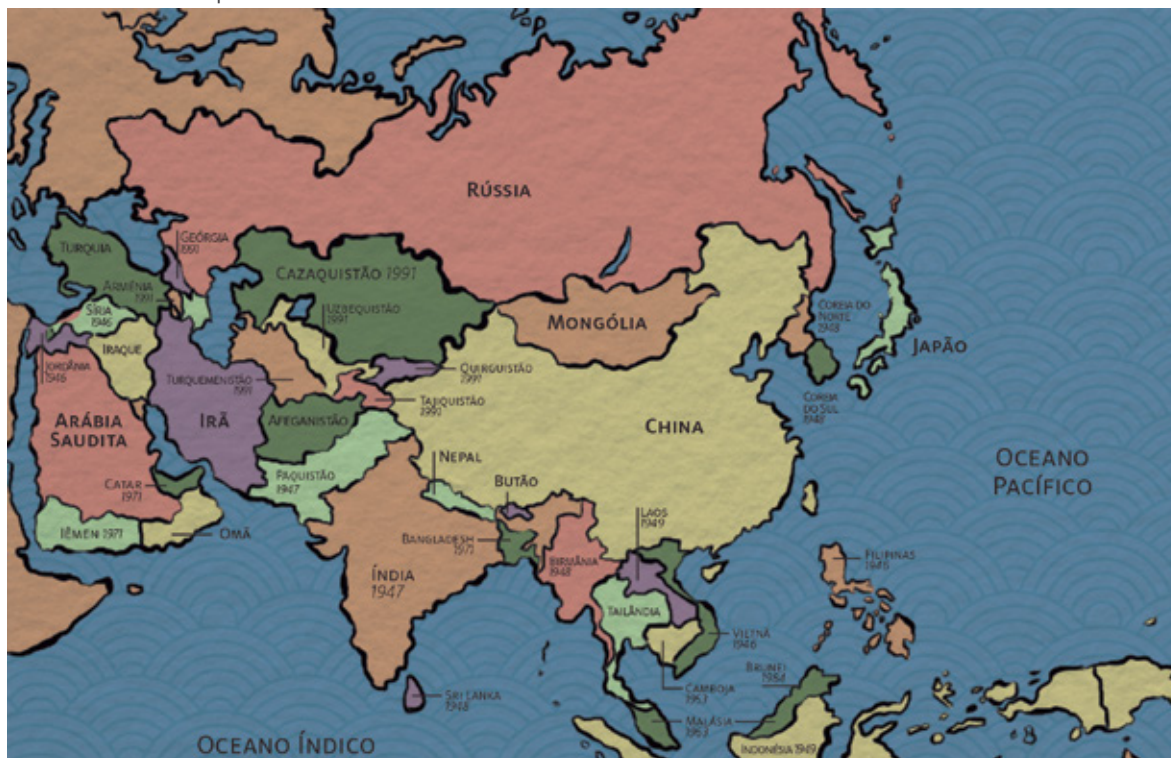 RÚSSIA
GEÓRGIA
1991
TURQUIA
CAZAQUISTÃO 1991
ARMÊNIA
1991
SÍRIA
1946
UZBEQUISTÃO
1991
MONGÓLIA
COREIA DO
NORTE
1948
JAPÃO
IRAQUE
JORDÂNIA
1946
TURQUEMENISTÃO
1991
QUIRGUISTÃO
1991
TAJIQUISTÃO
1991
COREIA
DO SUL
1948
ARÁBIA
SAUDITA
IRÃ
AFEGANISTÃO
CHINA
NEPAL
PAQUISTÃO
1947
BUTÃO
OCEANO
PACÍFICO
CATAR
1971
LAOS
1949
IÊMEN 1971
OMÃ
BANGLADESH
1971
BIRMÂNIA
1948
FILIPINAS
1946
ÍNDIA
1947
TAILÂNDIA
VIETNÃ
1946
BRUNEI
1984
SRI LANKA
1948
CAMBOJA
1953
MALÁSIA
1963
OCEANO ÍNDICO
INDONÉSIA 1949